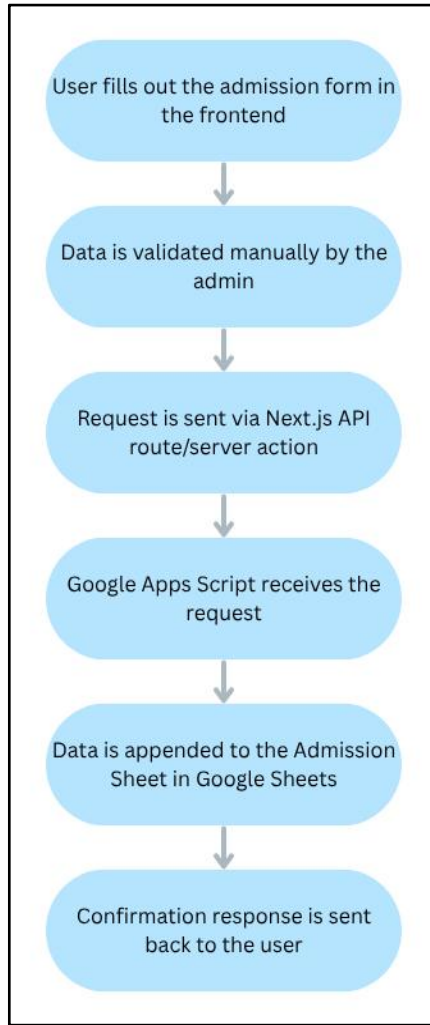 User fills out the admission form in
the frontend
Data is validated manually by the
admin
Request is sent via Next.js API
route/server action
Google Apps Script receives the
request
Data is appended to the Admission
Sheet in Google Sheets
Confirmation response is sent
back to the user